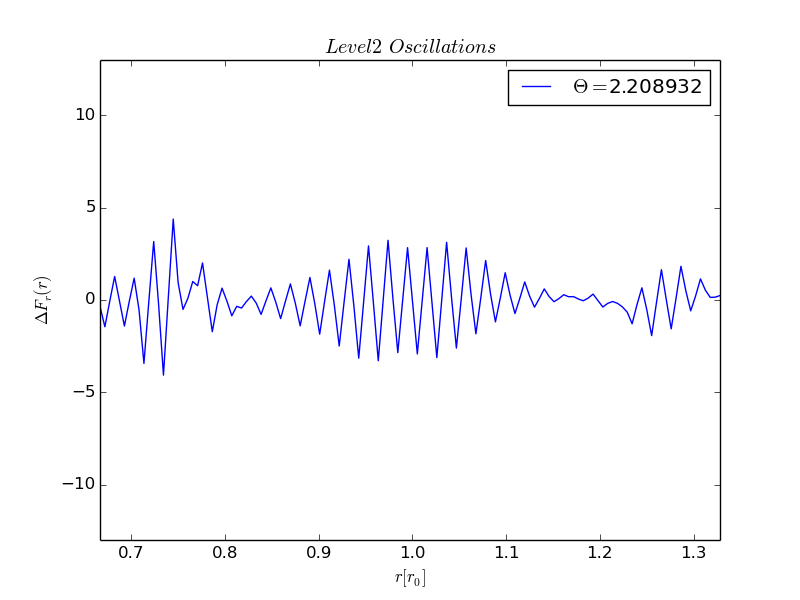 Level2 Oscillations
Θ =2.208932
10
5
0
−5
−10
ΔF_r(r)
0.7 0.8 0.9 1.0 1.1 1.2 1.3
r[r_0]